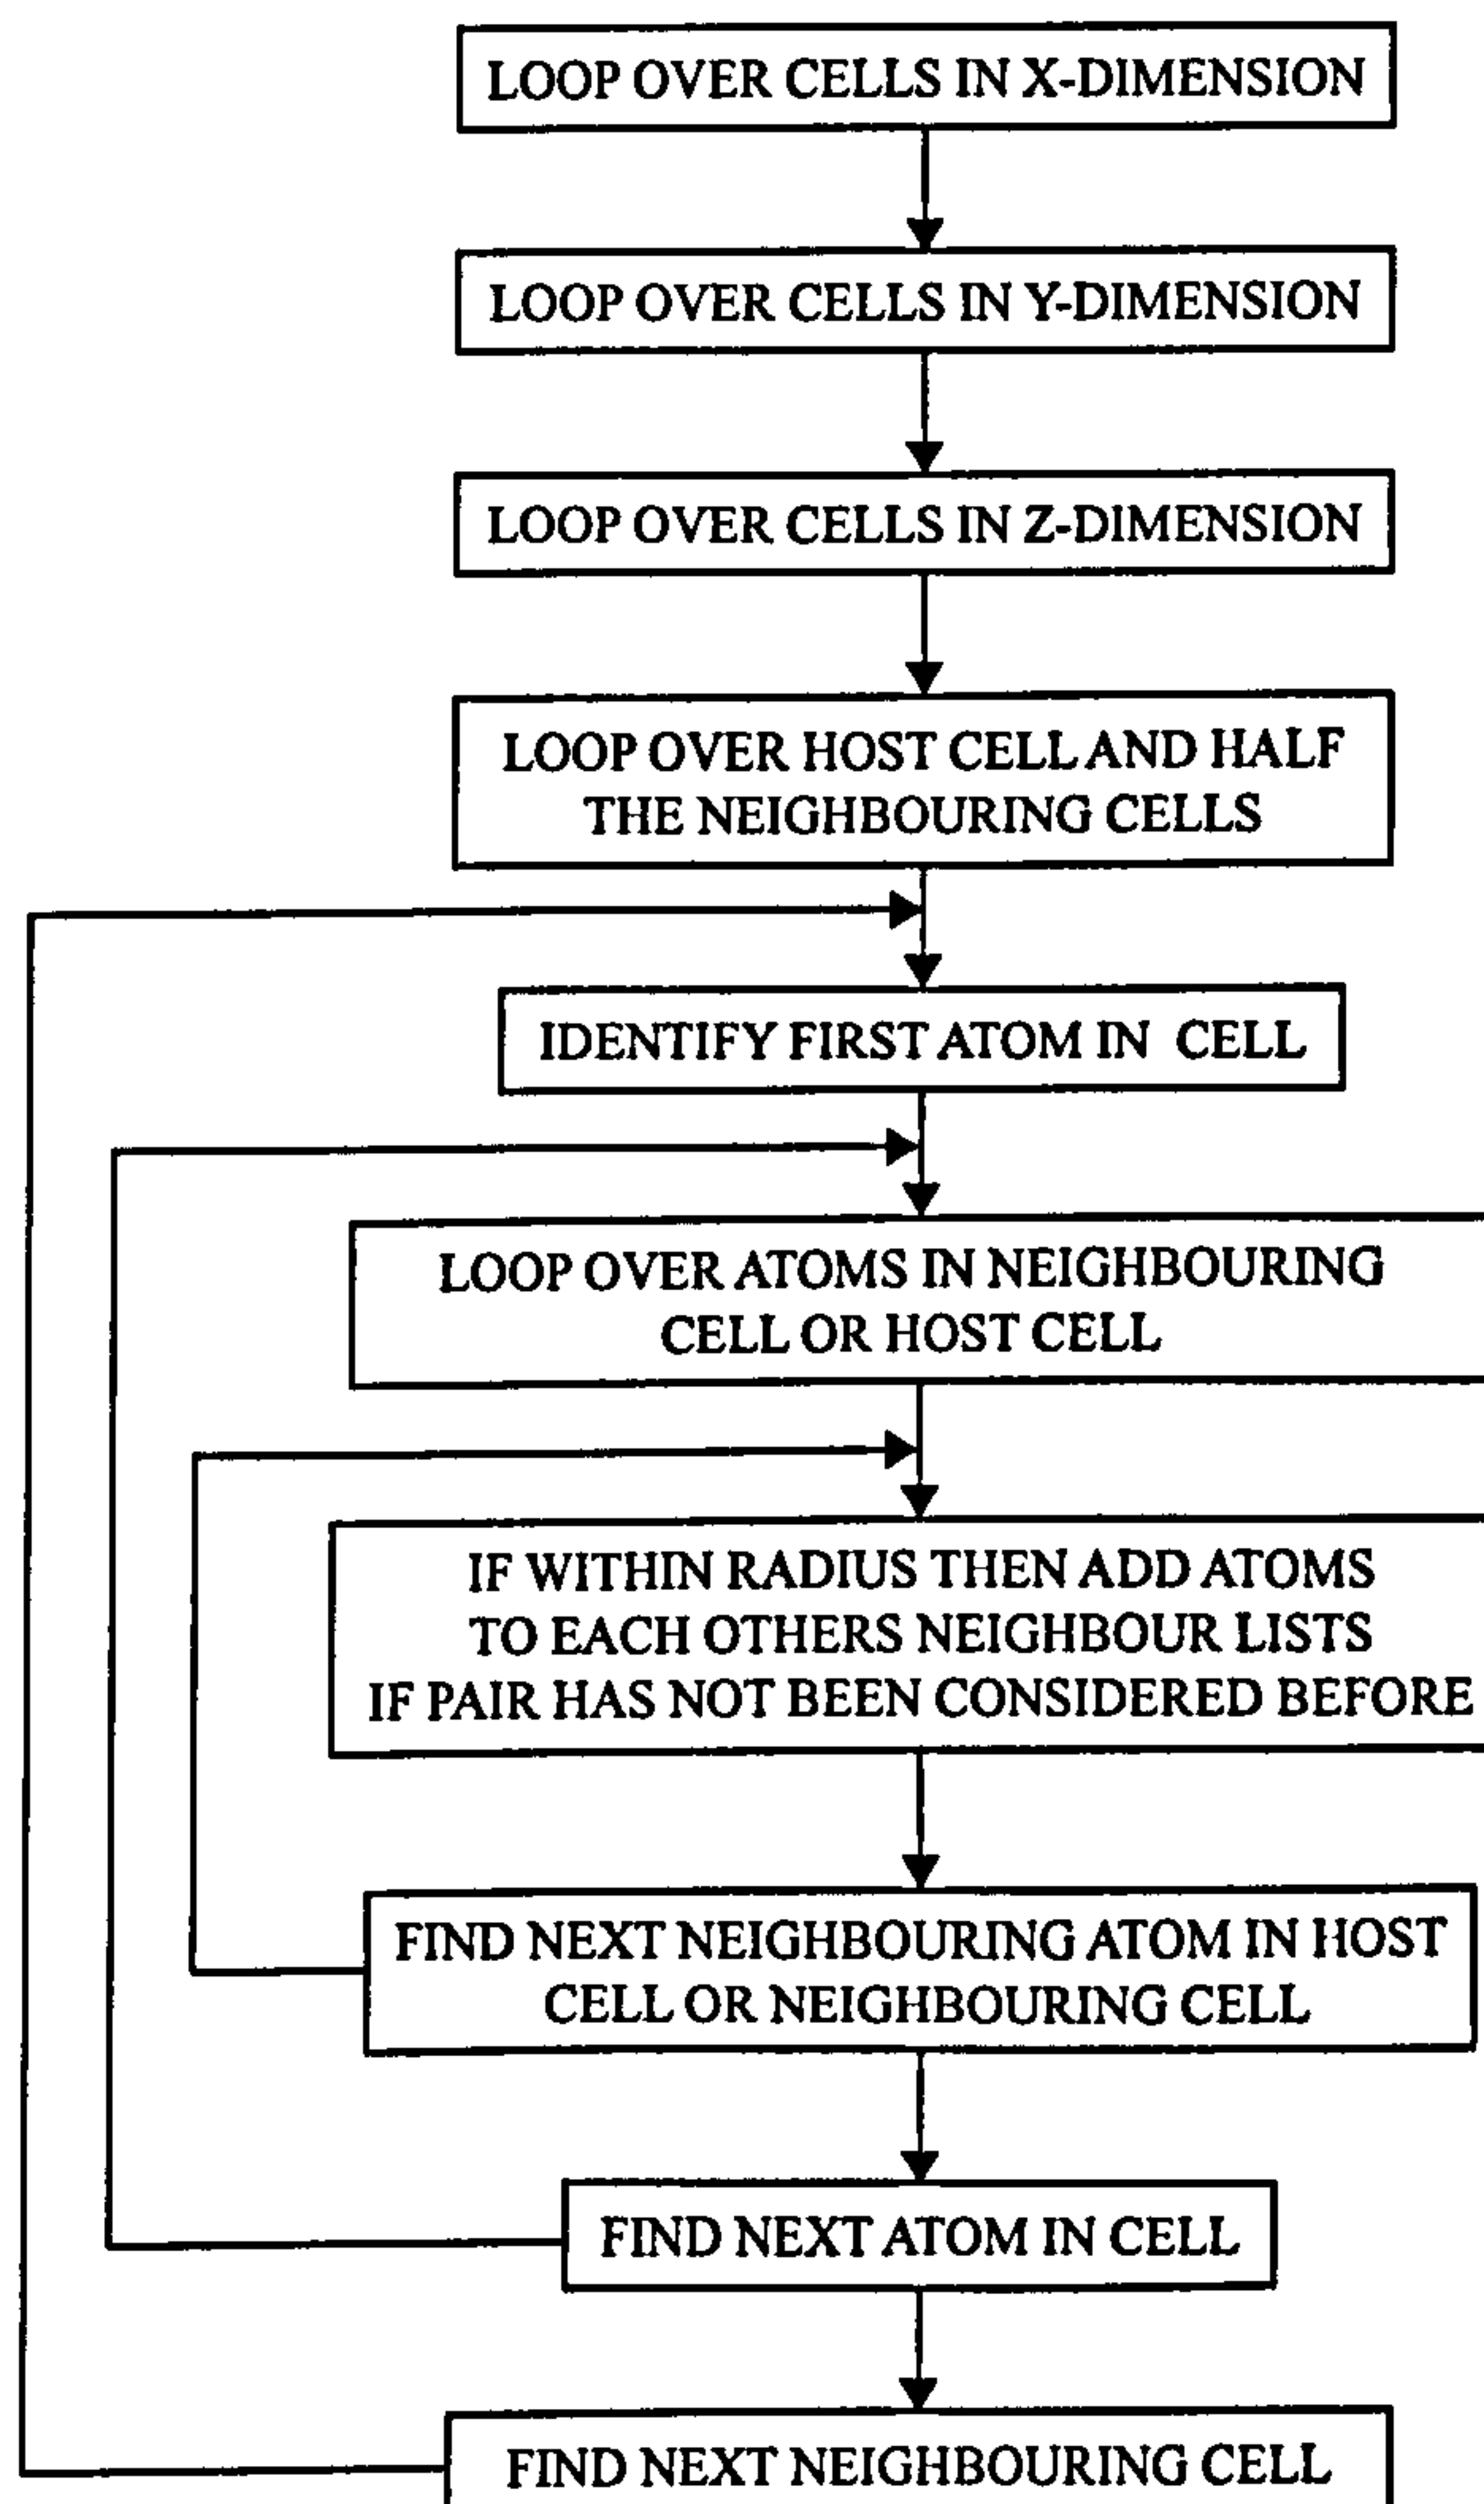 LOOP OVER CELLS IN X-DIMENSION
LOOP OVER CELLS IN Y-DIMENSION
LOOP OVER CELLS IN Z-DIMENSION
LOOP OVER HOST CELL AND HALF
THE NEIGHBOURING CELLS
IDENTIFY FIRST ATOM IN CELL
LOOP OVER ATOMS IN NEIGHBOURING
CELL OR HOST CELL
IF WITHIN RADIUS THEN ADD ATOMS
TO EACH OTHERS NEIGHBOUR LISTS
IF PAIR HAS NOT BEEN CONSIDERED BEFORE
FIND NEXT NEIGHBOURING ATOM IN HOST
CELL OR NEIGHBOURING CELL
FIND NEXT ATOM IN CELL
FIND NEXT NEIGHBOURING CELL